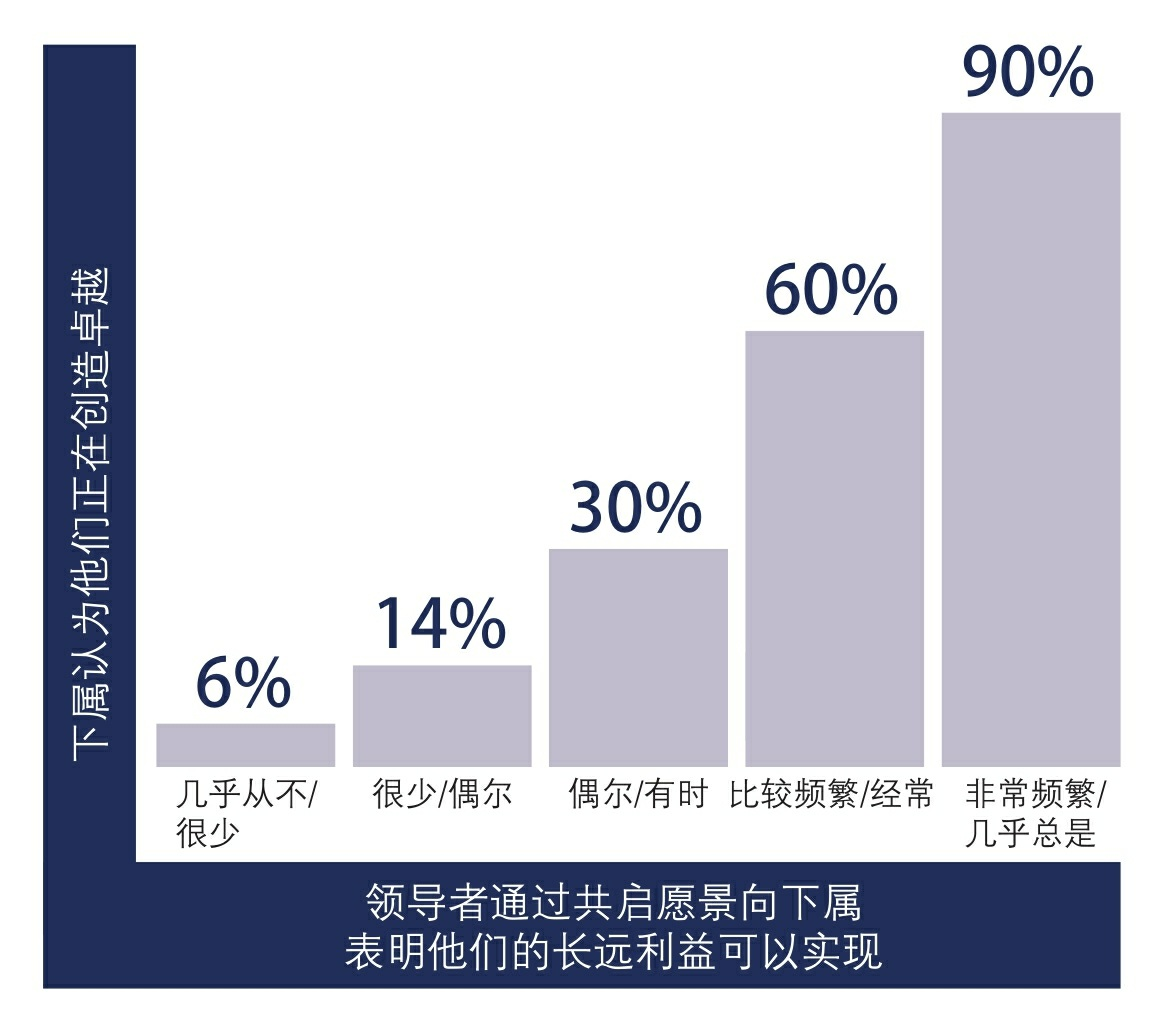 下属认为他们正在创造卓越
6%
14%
30%
60%
90%
几乎从不/
很少
很少/偶尔
偶尔/有时
比较频繁/经常
非常频繁/
几乎总是
领导者通过共启愿景向下属
表明他们的长远利益可以实现